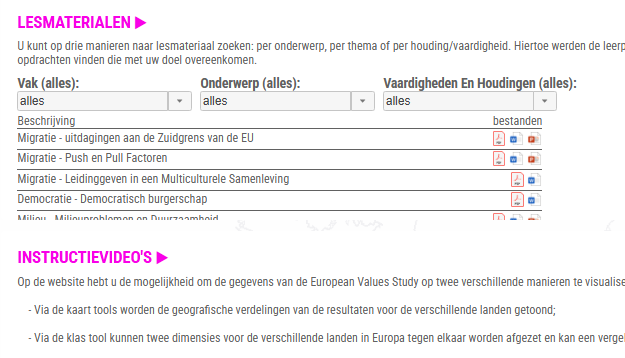 LESMATERIALEN
U kunt op drie manieren naar lesmateriaal zoeken: per onderwerp, per thema of per houding/vaardigheid. Hiertoe werden de
opdrachten vinden die met uw doel overeenkomen.
Vak (alles): Onderwerp (alles): Vaardigheden En Houdingen (alles):
alles alles alles
Beschrijving bestanden
Migratie - uitdagingen aan de Zuidgrens van de EU
Migratie - Push en Pull Factoren
Migratie - Leidinggeven in een Multiculturele Samenleving
Democratie - Democratisch burgerschap
Milieu - Milieuproblemen en Duurzaamheid
INSTRUCTIEVIDEO'S
Op de website hebt u de mogelijkheid om de gegevens van de European Values Study op twee verschillende manieren te visualise
- Via de kaart tools worden de geografische verdelingen van de resultaten voor de verschillende landen getoond;
- Via de klas tool kunnen twee dimensies voor de verschillende landen in Europa tegen elkaar worden afgezet en kan een